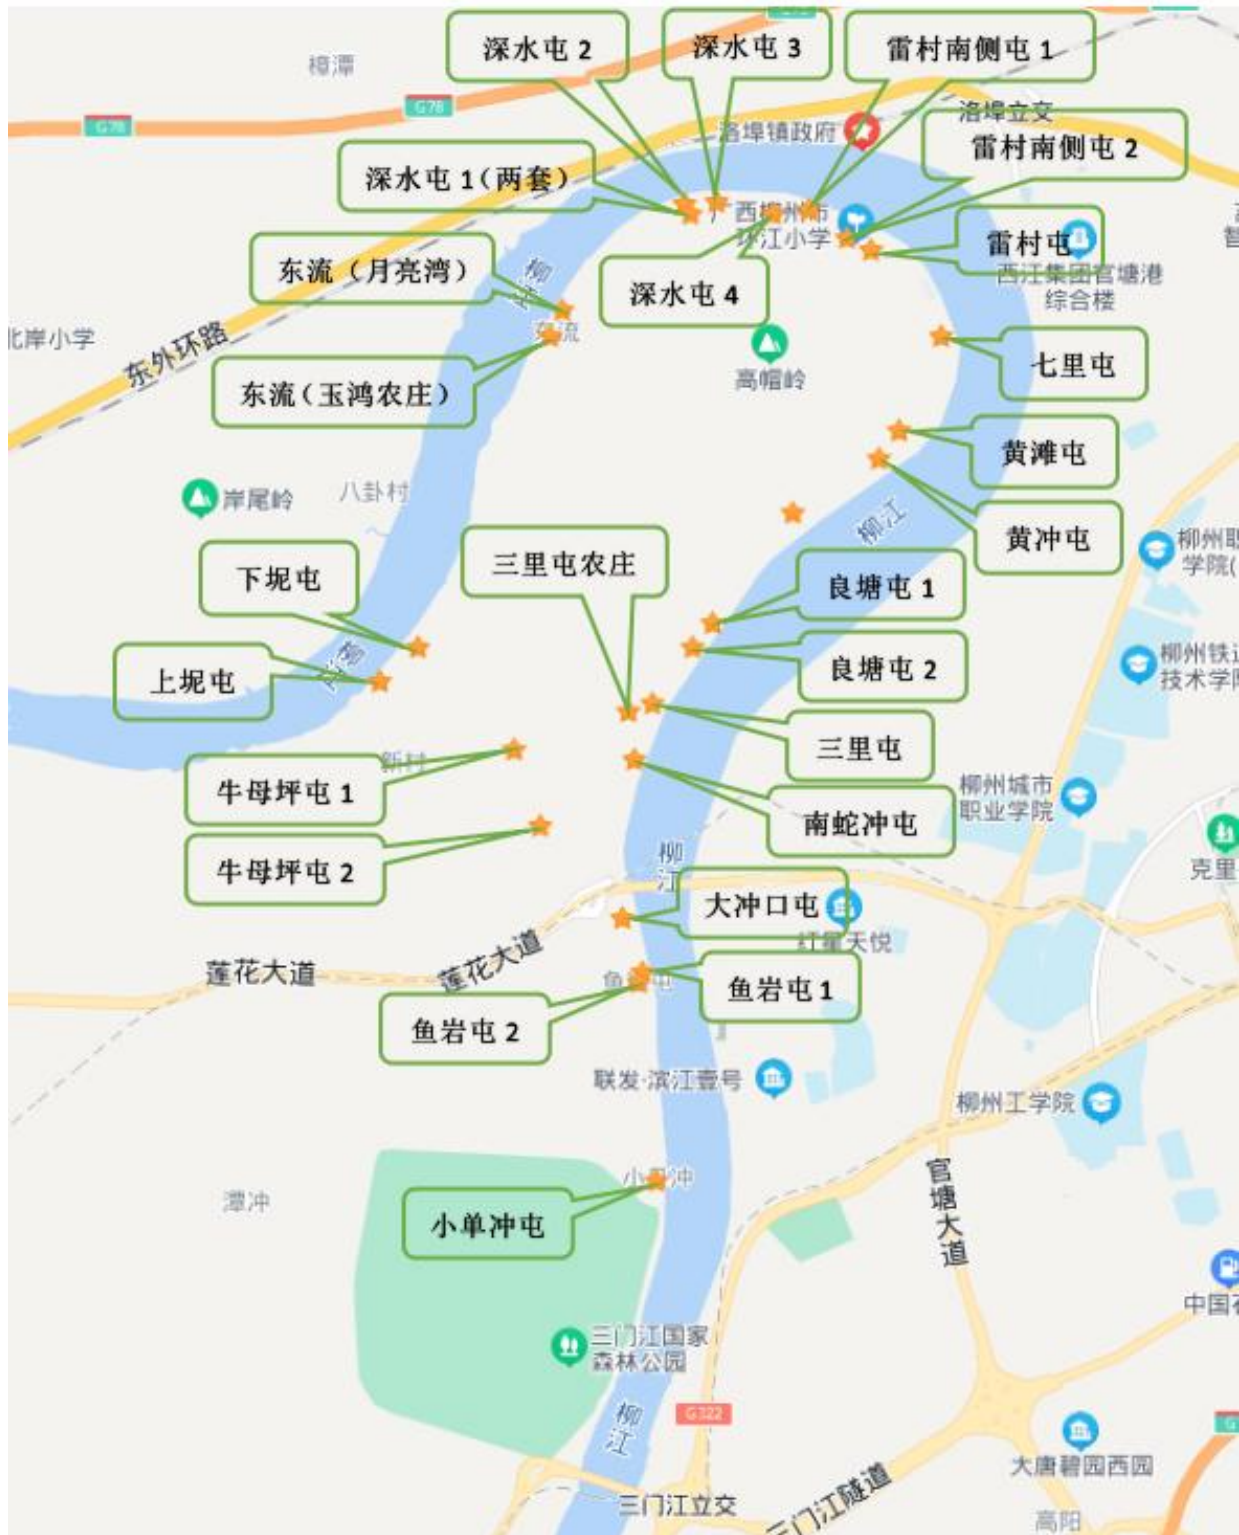 深水屯 2
深水屯 3
雷村南侧屯 1
樟潭
G78
G78
洛埠立交
洛埠镇政府
雷村南侧屯 2
深水屯 1(两套)
环江小学
雷村屯
东流（月亮湾）
深水屯 4
西江集团官塘港
综合楼
柳江
北岸小学
东外环路
七里屯
东流(玉鸿农庄)
高帽岭
黄滩屯
岸尾岭
八卦村
柳江
黄冲屯
三里屯农庄
下坭屯
良塘屯 1
柳江
上坭屯
良塘屯 2
三里屯
新村
牛母坪屯 1
柳州城市
职业学院
南蛇冲屯
牛母坪屯 2
柳江
克里
大冲口屯
红星天悦
莲花大道
莲花大道
鱼岩屯 1
鱼岩屯 2
联发·滨江壹号
柳州工学院
官塘大道
潭冲
小单冲屯
三门江国家
森林公园
G322
柳江
大唐碧园西园
三门江立交
三门江隧道
高阳